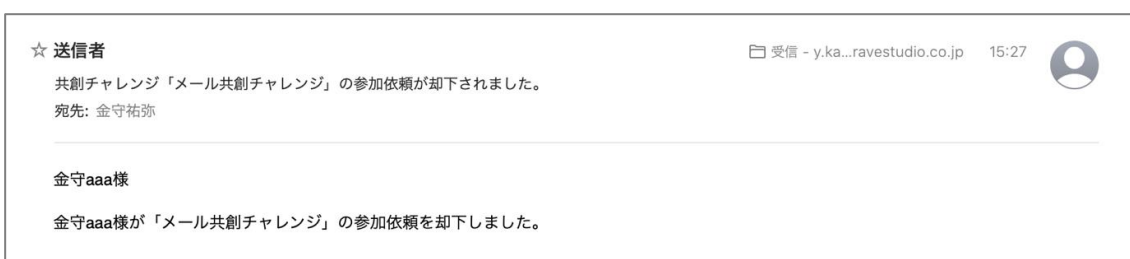 ☆ 送信者
受信 - y.ka...ravestudio.co.jp 15:27
共創チャレンジ「メール共創チャレンジ」の参加依頼が却下されました。
宛先: 金守祐弥
金守aaa様
金守aaa様が「メール共創チャレンジ」の参加依頼を却下しました。